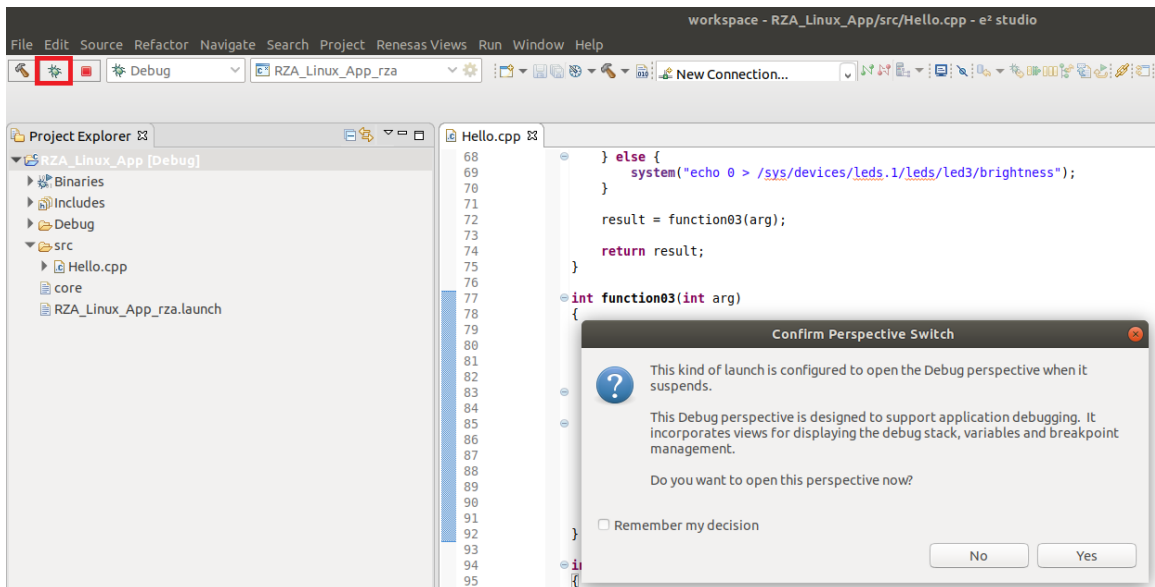 workspace - RZA_Linux_App/src/Hello.cpp - e² studio
File Edit Source Refactor Navigate Search Project Renesas Views Run Window Help
Debug
RZA_Linux_App_rza
New Connection...
Project Explorer
RZA_Linux_App [Debug]
Binaries
Includes
Debug
src
Hello.cpp
core
RZA_Linux_App_rza.launch
Hello.cpp
68 } else {
69 system("echo 0 > /sys/devices/leds.1/leds/led3/brightness");
70 }
71
72 result = function03(arg);
73
74 return result;
75 }
76
77 int function03(int arg)
78 {
79
80
81
82
83
84
85
86
87
88
89
90
91
92 }
93
94
95 {
Confirm Perspective Switch
This kind of launch is configured to open the Debug perspective when it
suspends.
This Debug perspective is designed to support application debugging. It
incorporates views for displaying the debug stack, variables and breakpoint
management.
Do you want to open this perspective now?
Remember my decision
No Yes